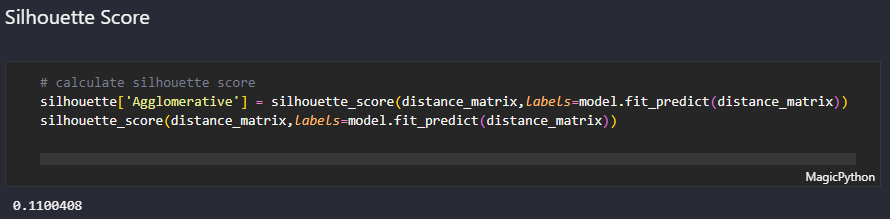 Silhouette Score
# calculate silhouette score
silhouette['Agglomerative'] = silhouette_score(distance_matrix,labels=model.fit_predict(distance_matrix))
silhouette_score(distance_matrix,labels=model.fit_predict(distance_matrix))
MagicPython
0.1100408